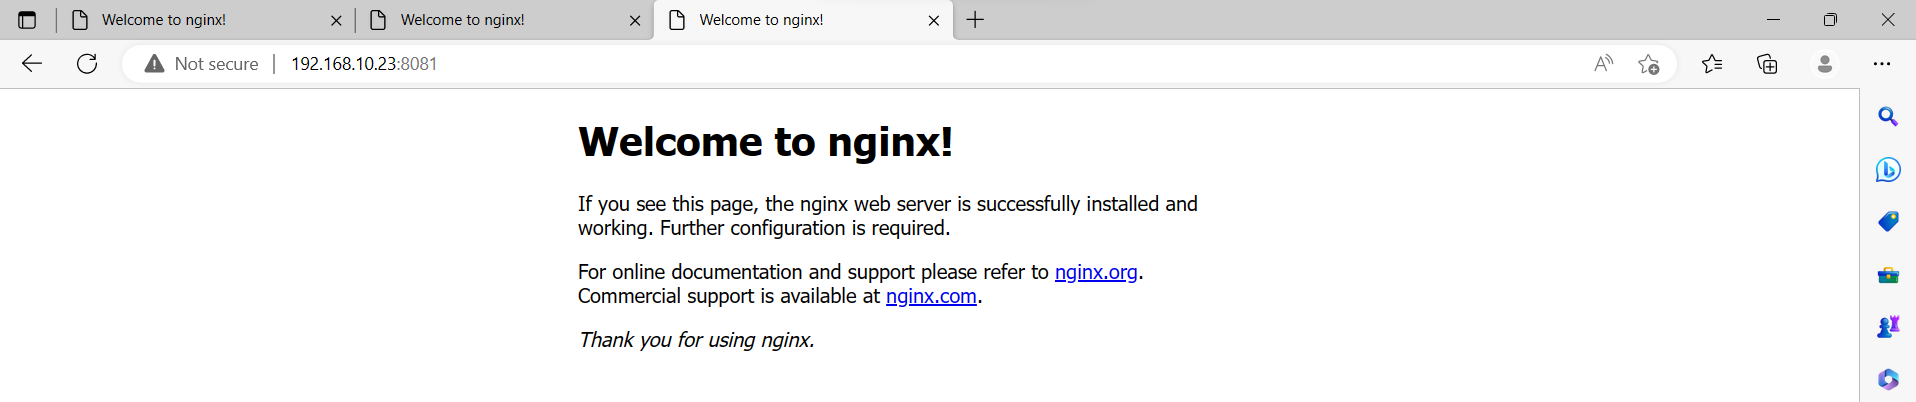 Welcome to nginx!
Welcome to nginx!
Welcome to nginx!
Not secure
192.168.10.23:8081
Welcome to nginx!
If you see this page, the nginx web server is successfully installed and
working. Further configuration is required.
For online documentation and support please refer to nginx.org.
Commercial support is available at nginx.com.
Thank you for using nginx.